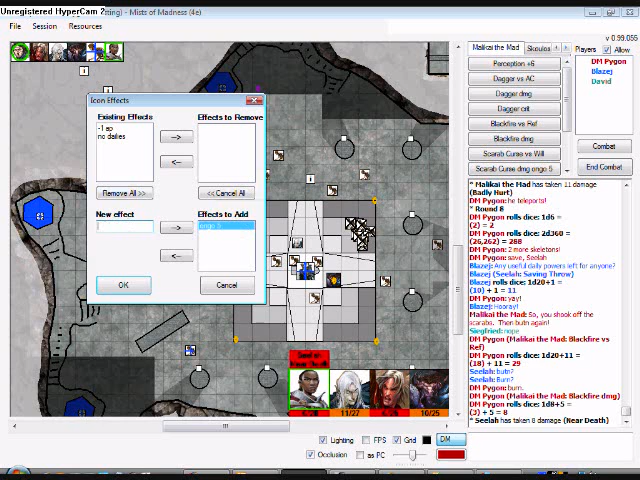 Unregistered HyperCam 2
tting) - Mists of Madness (4e)
File Session Resources
v 0.99.055
Icon Effects
Existing Effects
-1 ap
no dailies
Effects to Remove
-->
<--
Remove All >>
<< Cancel All
New effect
Effects to Add
ongo 5
-->
<--
OK
Cancel
Malikai the Mad
Skoulos
Perception +6
Dagger vs AC
Dagger dmg
Dagger crit
Blackfire vs Ref
Blackfire dmg
Scarab Curse vs Will
Scarab Curse dmg ongo 5
Players
Allow
DM Pygon
Blazej
David
Combat
End Combat
* Malikai the Mad has taken 11 damage
(Badly Hurt)
DM Pygon: he teleports!
* Round 8
DM Pygon rolls dice: 1d6 =
(2) = 2
DM Pygon rolls dice: 2d360 =
(26,262) = 288
DM Pygon: 2 more skeletons!
DM Pygon: save, Seelah
Blazej: Any useful daily powers left for anyone?
Blazej (Seelah: Saving Throw)
Blazej rolls dice: 1d20+1 =
(10) + 1 = 11
DM Pygon: yay!
Blazej: Hooray!
Malikai the Mad: So, you shook off the
scarabs. Then butn again!
Siegfried: nope
DM Pygon (Malikai the Mad: Blackfire vs
Ref)
DM Pygon rolls dice: 1d20+11 =
(18) + 11 = 29
Seelah: butn?
Seelah: Burn?
DM Pygon: burn.
DM Pygon (Malikai the Mad: Blackfire dmg)
DM Pygon rolls dice: 1d8+5 =
(3) + 5 = 8
* Seelah has taken 8 damage (Near Death)
Seelah
Near Death
11/27
10/25
Lighting
FPS
Grid
DM
Occlusion
as PC